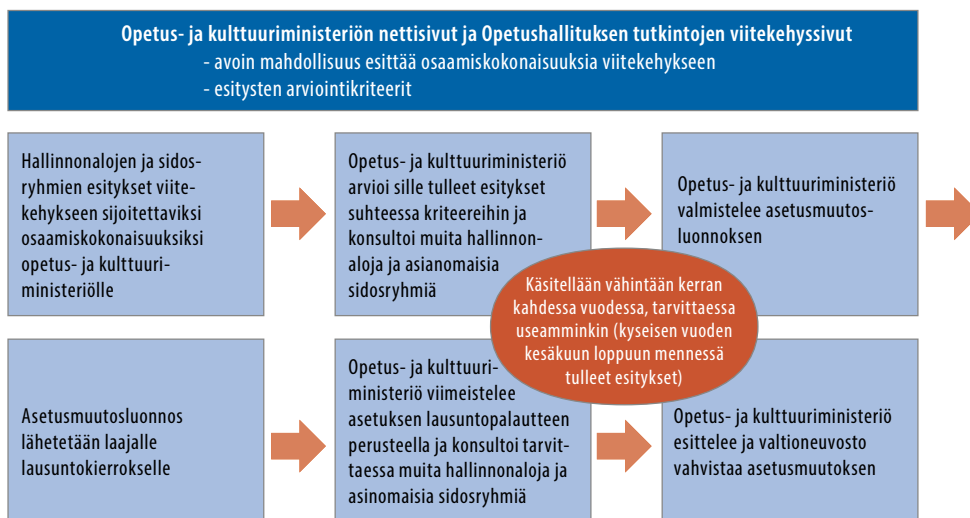 Opetus- ja kulttuuriministeriön nettisivut ja Opetushallituksen tutkintojen viitekehyssivut
- avoin mahdollisuus esittää osaamiskokonaisuuksia viitekehykseen
- esitysten arviointikriteerit
Hallinnonalojen ja sidos-
ryhmien esitykset viite-
kehykseen sijoitettaviksi
osaamiskokonaisuuksiksi
opetus- ja kulttuuri-
ministeriölle
Opetus- ja kulttuuriministeriö
arvioi sille tulleet esitykset
suhteessa kriteereihin ja
konsultoi muita hallinnon-
aloja ja asianomaisia
sidosryhmiä
Opetus- ja kulttuuriministeriö
valmistelee asetusmuutos-
luonnoksen
Käsitellään vähintään kerran
kahdessa vuodessa, tarvittaessa
useamminkin (kyseisen vuoden
kesäkuun loppuun mennessä
tulleet esitykset)
Asetusmuutosluonnos
lähetetään laajalle
lausuntokierrokselle
Opetus- ja kulttuuri-
ministeriö viimeistelee
asetuksen lausuntopalautteen
perusteella ja konsultoi tarvit-
taessa muita hallinnonaloja ja
asinomaisia sidosryhmiä
Opetus- ja kulttuuriministeriö
esittelee ja valtioneuvosto
vahvistaa asetusmuutoksen